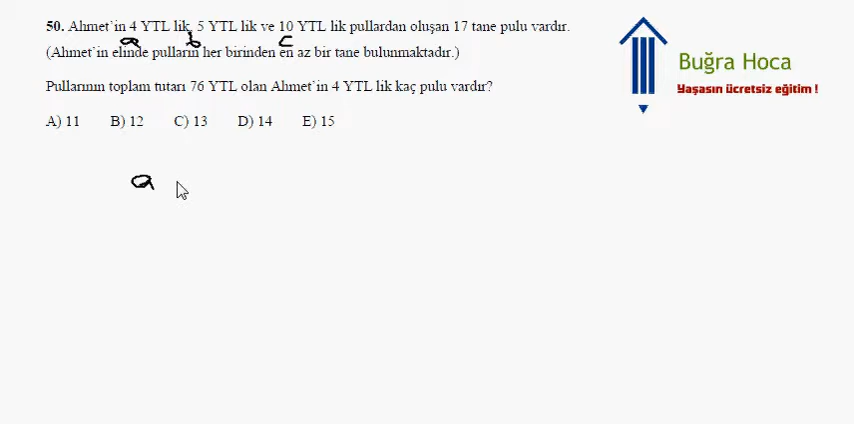 50. Ahmet`in 4 YTL lik, 5 YTL lik ve 10 YTL lik pullardan oluşan 17 tane pulu vardır.
a b c
(Ahmet`in elinde pulların her birinden en az bir tane bulunmaktadır.)
Pullarının toplam tutarı 76 YTL olan Ahmet`in 4 YTL lik kaç pulu vardır?
A) 11 B) 12 C) 13 D) 14 E) 15
a
Buğra Hoca
Yaşasın ücretsiz eğitim !